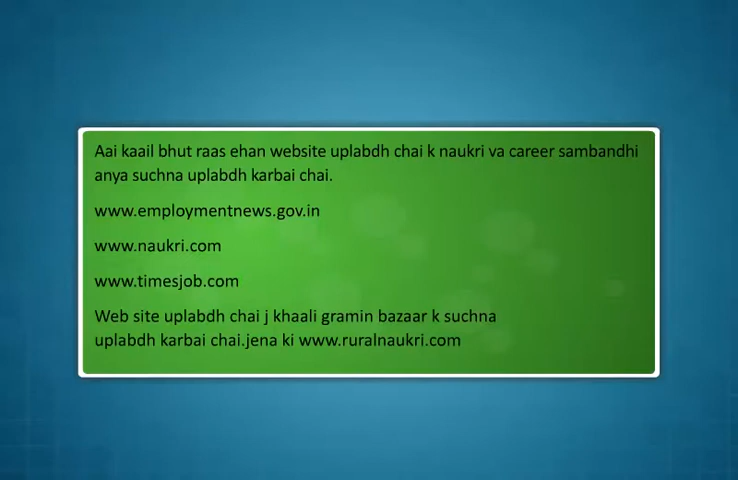 Aai kaail bhut raas ehan website uplabdh chai k naukri va career sambandhi
anya suchna uplabdh karbai chai.
www.employmentnews.gov.in
www.naukri.com
www.timesjob.com
Web site uplabdh chai j khaali gramin bazaar k suchna
uplabdh karbai chai.jena ki www.ruralnaukri.com